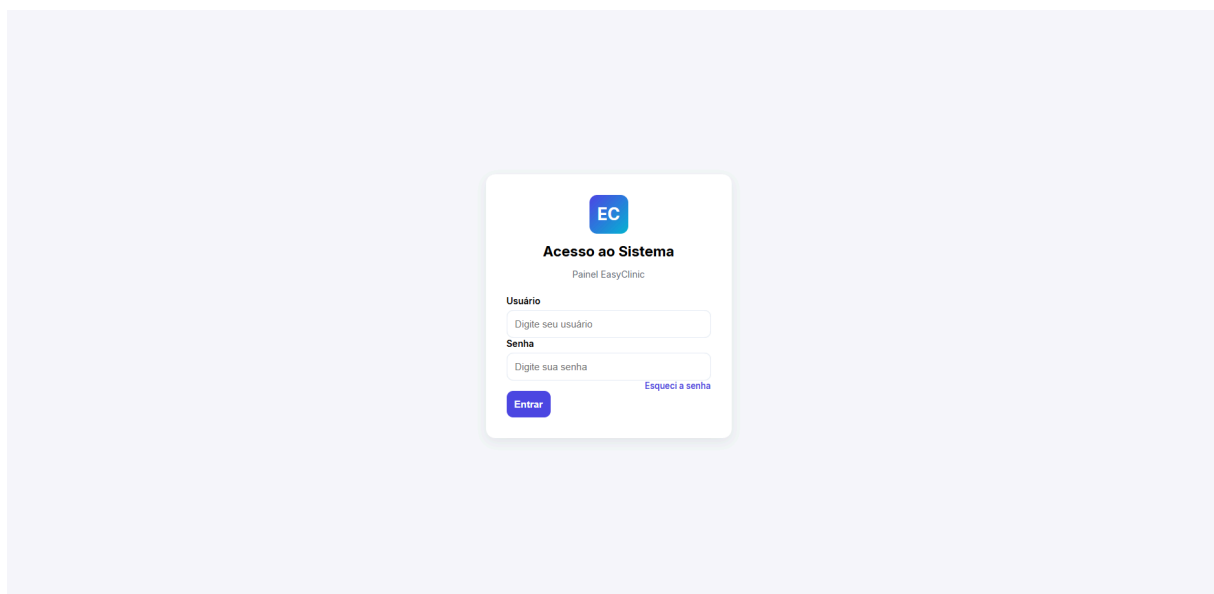 EC
Acesso ao Sistema
Painel EasyClinic
Usuário
Digite seu usuário
Senha
Digite sua senha
Esqueci a senha
Entrar